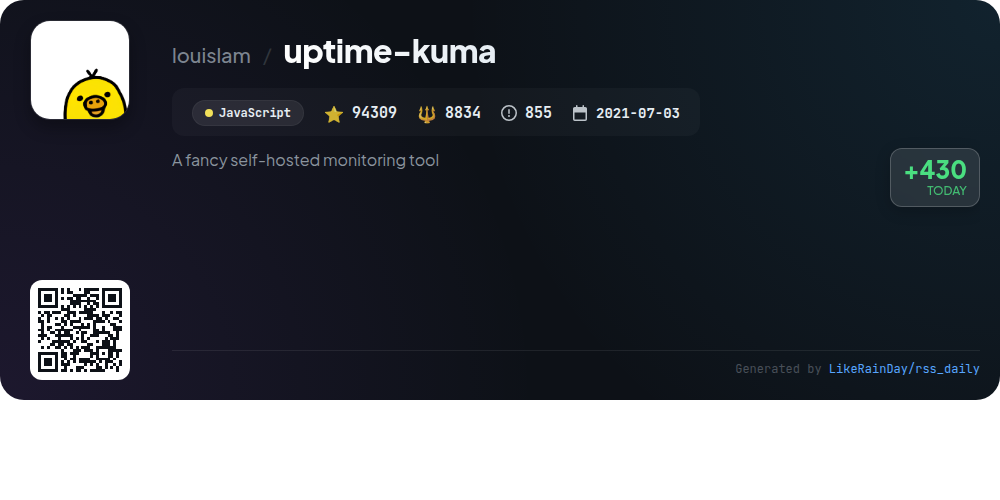 louislam / uptime-kuma
JavaScript 94309 8834 855 2021-07-03
A fancy self-hosted monitoring tool
+430
TODAY
Generated by LikeRainDay/rss_daily